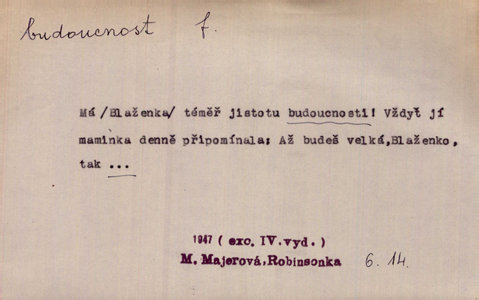 budoucnost f.
Má/Blaženka/ téměř jistotu budoucnosti! Vždyť jí
maminka denně připomínala: Až budeš velká,Blaženko,
tak ...
1947 ( exc. IV.vyd.)
M. Majerová,Robinsonka 6.14.